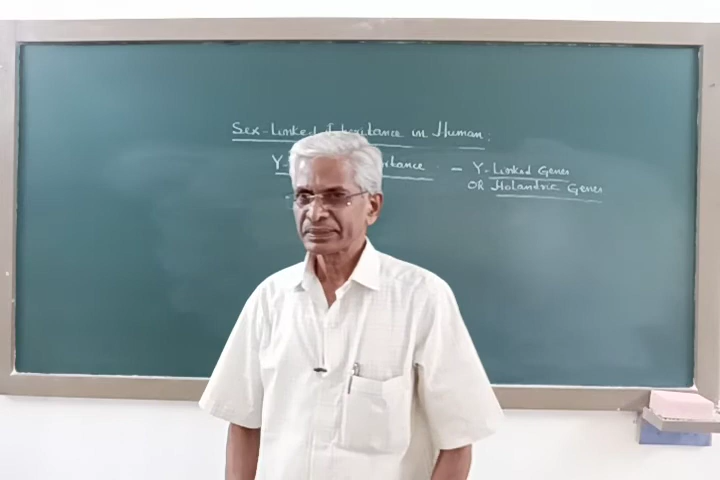 Sex-Linked Inheritance in Human:
Y- – Y-Linked Genes
OR Holandric Genes